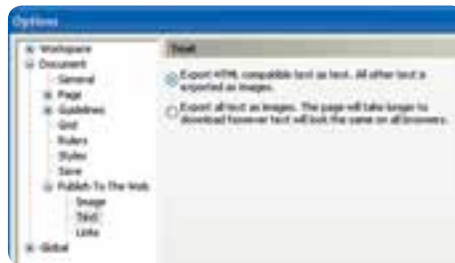 Options
Workspace
Document
General
Page
Guidelines
Grid
Rulers
Styles
Save
Publish To The Web
Image
Text
Links
Global
Text
Export HTML compatible text as text. All other text is
exported as images.
Export all text as images. The page will take longer to
download however text will look the same on all browsers.